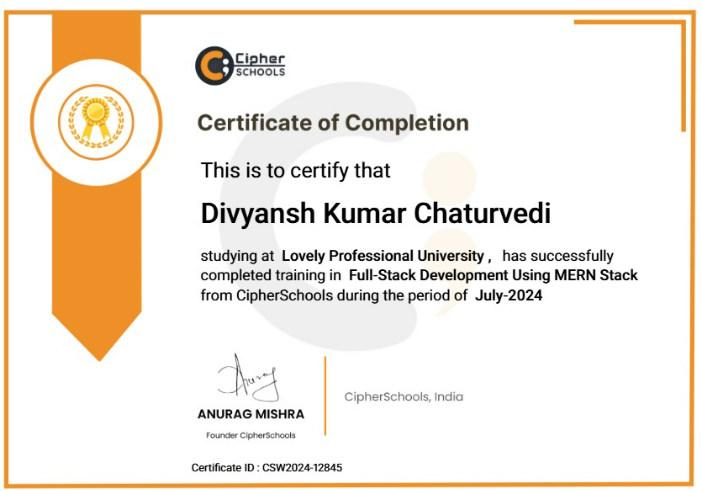 Cipher
SCHOOLS
Certificate of Completion
This is to certify that
Divyansh Kumar Chaturvedi
studying at Lovely Professional University , has successfully
completed training in Full-Stack Development Using MERN Stack
from CipherSchools during the period of July-2024
Anurag
ANURAG MISHRA
Founder CipherSchools
CipherSchools, India
Certificate ID : CSW2024-12845